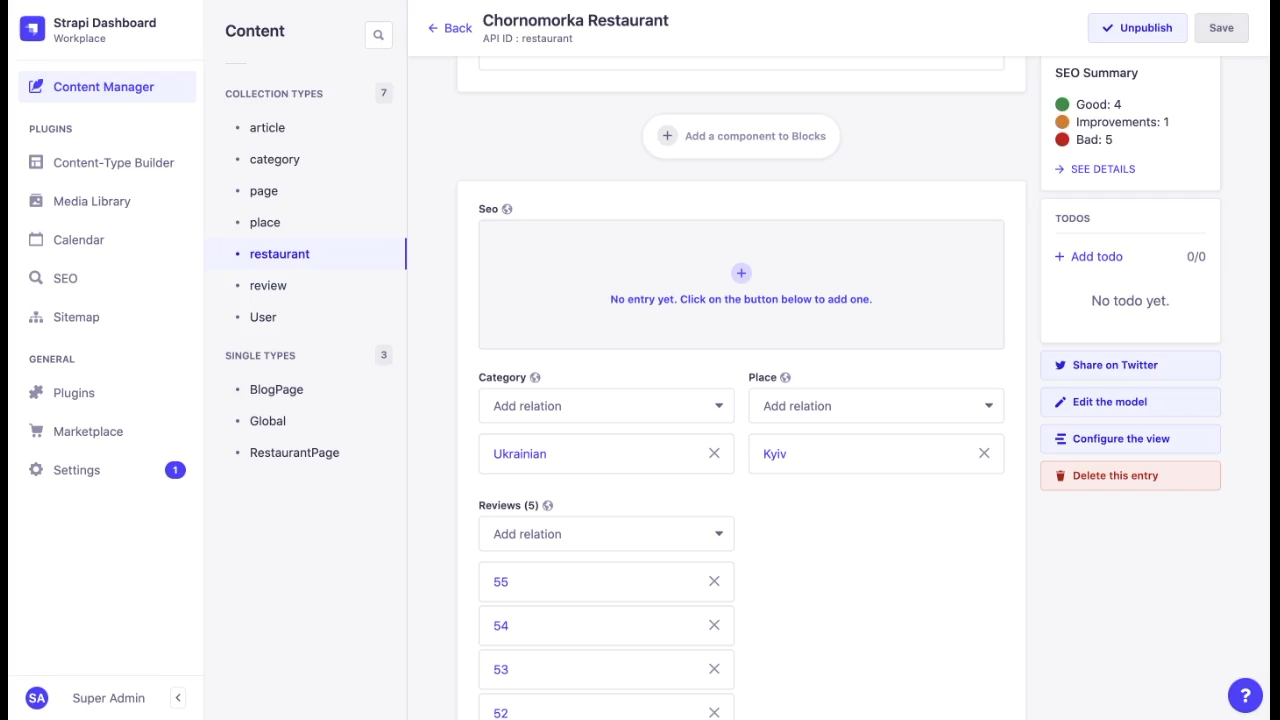 Strapi Dashboard
Workplace
Content Manager
PLUGINS
Content-Type Builder
Media Library
Calendar
SEO
Sitemap
GENERAL
Plugins
Marketplace
Settings
1
SA
Super Admin
Content
COLLECTION TYPES
7
article
category
page
place
restaurant
review
User
SINGLE TYPES
3
BlogPage
Global
RestaurantPage
Back
Chornomorka Restaurant
API ID : restaurant
Unpublish
Save
Add a component to Blocks
Seo
No entry yet. Click on the button below to add one.
Category
Add relation
Ukrainian
Place
Add relation
Kyiv
Reviews (5)
Add relation
55
54
53
52
SEO Summary
Good: 4
Improvements: 1
Bad: 5
SEE DETAILS
TODOS
Add todo
0/0
No todo yet.
Share on Twitter
Edit the model
Configure the view
Delete this entry
?